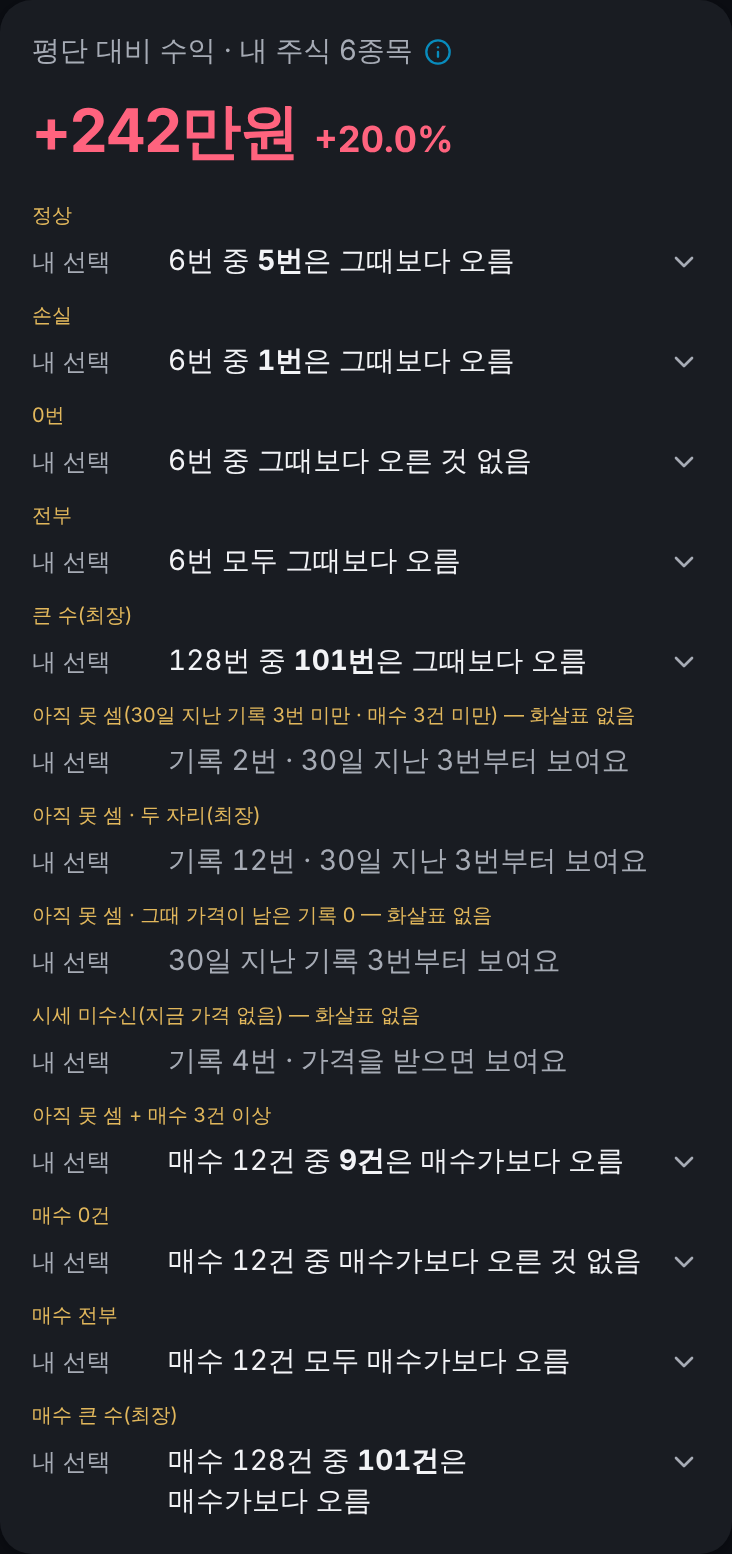 평단 대비 수익 · 내 주식 6종목
+242만원 +20.0%
정상
내 선택 6번 중 5번은 그때보다 오름
손실
내 선택 6번 중 1번은 그때보다 오름
0번
내 선택 6번 중 그때보다 오른 것 없음
전부
내 선택 6번 모두 그때보다 오름
큰 수(최장)
내 선택 128번 중 101번은 그때보다 오름
아직 못 셈(30일 지난 기록 3번 미만 · 매수 3건 미만) — 화살표 없음
내 선택 기록 2번 · 30일 지난 3번부터 보여요
아직 못 셈 · 두 자리(최장)
내 선택 기록 12번 · 30일 지난 3번부터 보여요
아직 못 셈 · 그때 가격이 남은 기록 0 — 화살표 없음
내 선택 30일 지난 기록 3번부터 보여요
시세 미수신(지금 가격 없음) — 화살표 없음
내 선택 기록 4번 · 가격을 받으면 보여요
아직 못 셈 + 매수 3건 이상
내 선택 매수 12건 중 9건은 매수가보다 오름
매수 0건
내 선택 매수 12건 중 매수가보다 오른 것 없음
매수 전부
내 선택 매수 12건 모두 매수가보다 오름
매수 큰 수(최장)
내 선택 매수 128건 중 101건은
매수가보다 오름